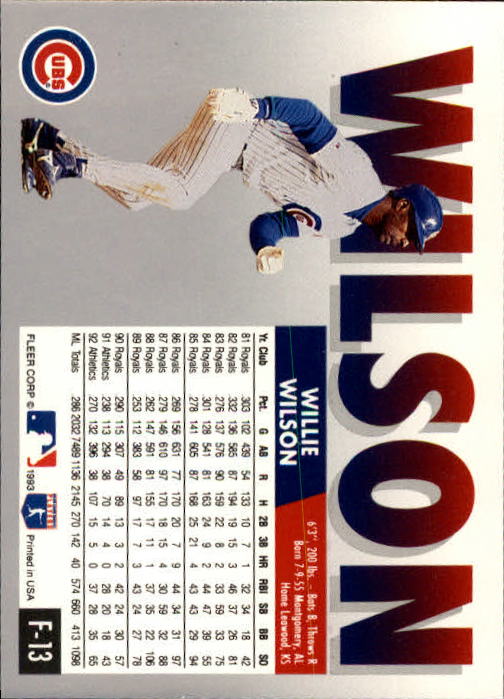 WILSON
CUBS
WILLIE
WILSON
6'3", 200 lbs. – Bats B, Throws R
Born 7-9-55 Montgomery, AL
Home Leawood, KS
Yr. Club Pct. G AB R H 2B 3B HR RBI SB BB SO
81 Royals 303 102 439 54 133 10 7 1 32 34 18 42
82 Royals 332 136 585 87 194 19 15 3 46 37 26 81
83 Royals 276 137 576 90 159 22 8 2 33 59 33 75
84 Royals 301 128 541 81 163 24 9 2 44 47 39 55
85 Royals 278 141 605 87 168 25 21 4 43 43 29 94
86 Royals 269 156 631 77 170 20 7 9 44 34 31 97
87 Royals 279 146 610 97 170 18 15 4 30 59 32 88
88 Royals 262 147 591 81 155 17 11 1 37 35 22 106
89 Royals 253 112 383 58 97 17 7 3 43 24 27 78
90 Royals 290 115 307 49 89 13 3 2 42 24 30 57
91 Athletics 238 113 294 38 70 14 4 0 28 20 18 43
92 Athletics 270 132 396 38 107 15 5 0 37 28 35 65
ML Totals 286 2032 7489 1136 2145 270 142 40 574 660 413 1098
FLEER CORP © 1993 PLAYERS Printed in USA F-13